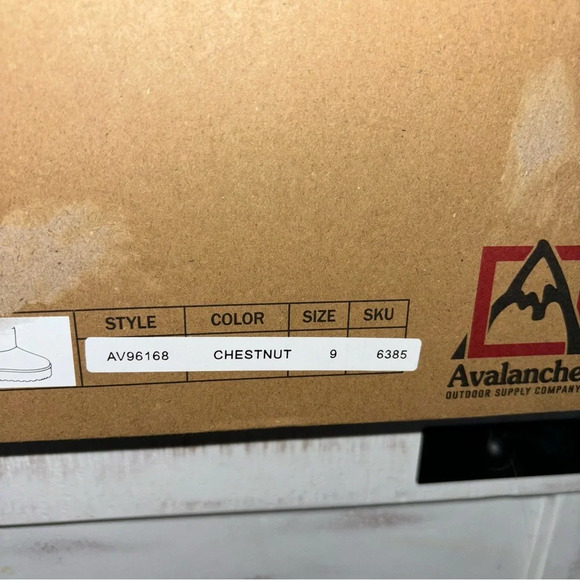 STYLE COLOR SIZE SKU
AV96168 CHESTNUT 9 6385
Avalanche
OUTDOOR SUPPLY COMPANY